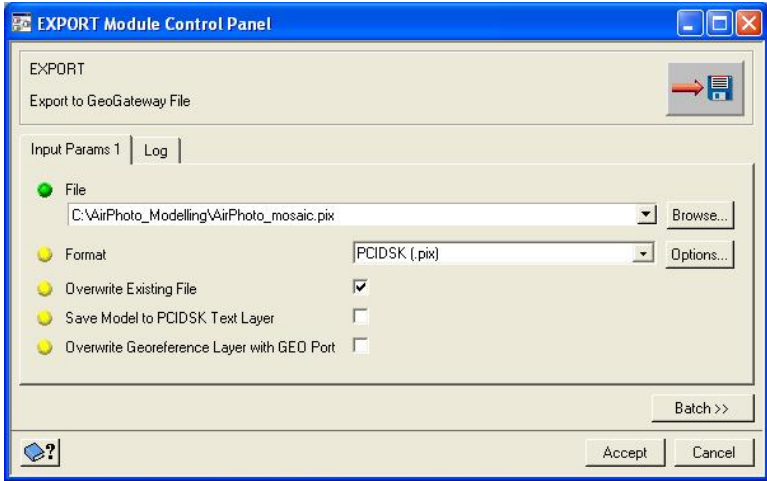 EXPORT Module Control Panel
EXPORT
Export to GeoGateway File
Input Params 1
Log
File
C:\AirPhoto_Modelling\AirPhoto_mosaic.pix
Browse...
Format
PCIDSK (.pix)
Options...
Overwrite Existing File
Save Model to PCIDSK Text Layer
Overwrite Georeference Layer with GEO Port
Batch >>
?
Accept
Cancel